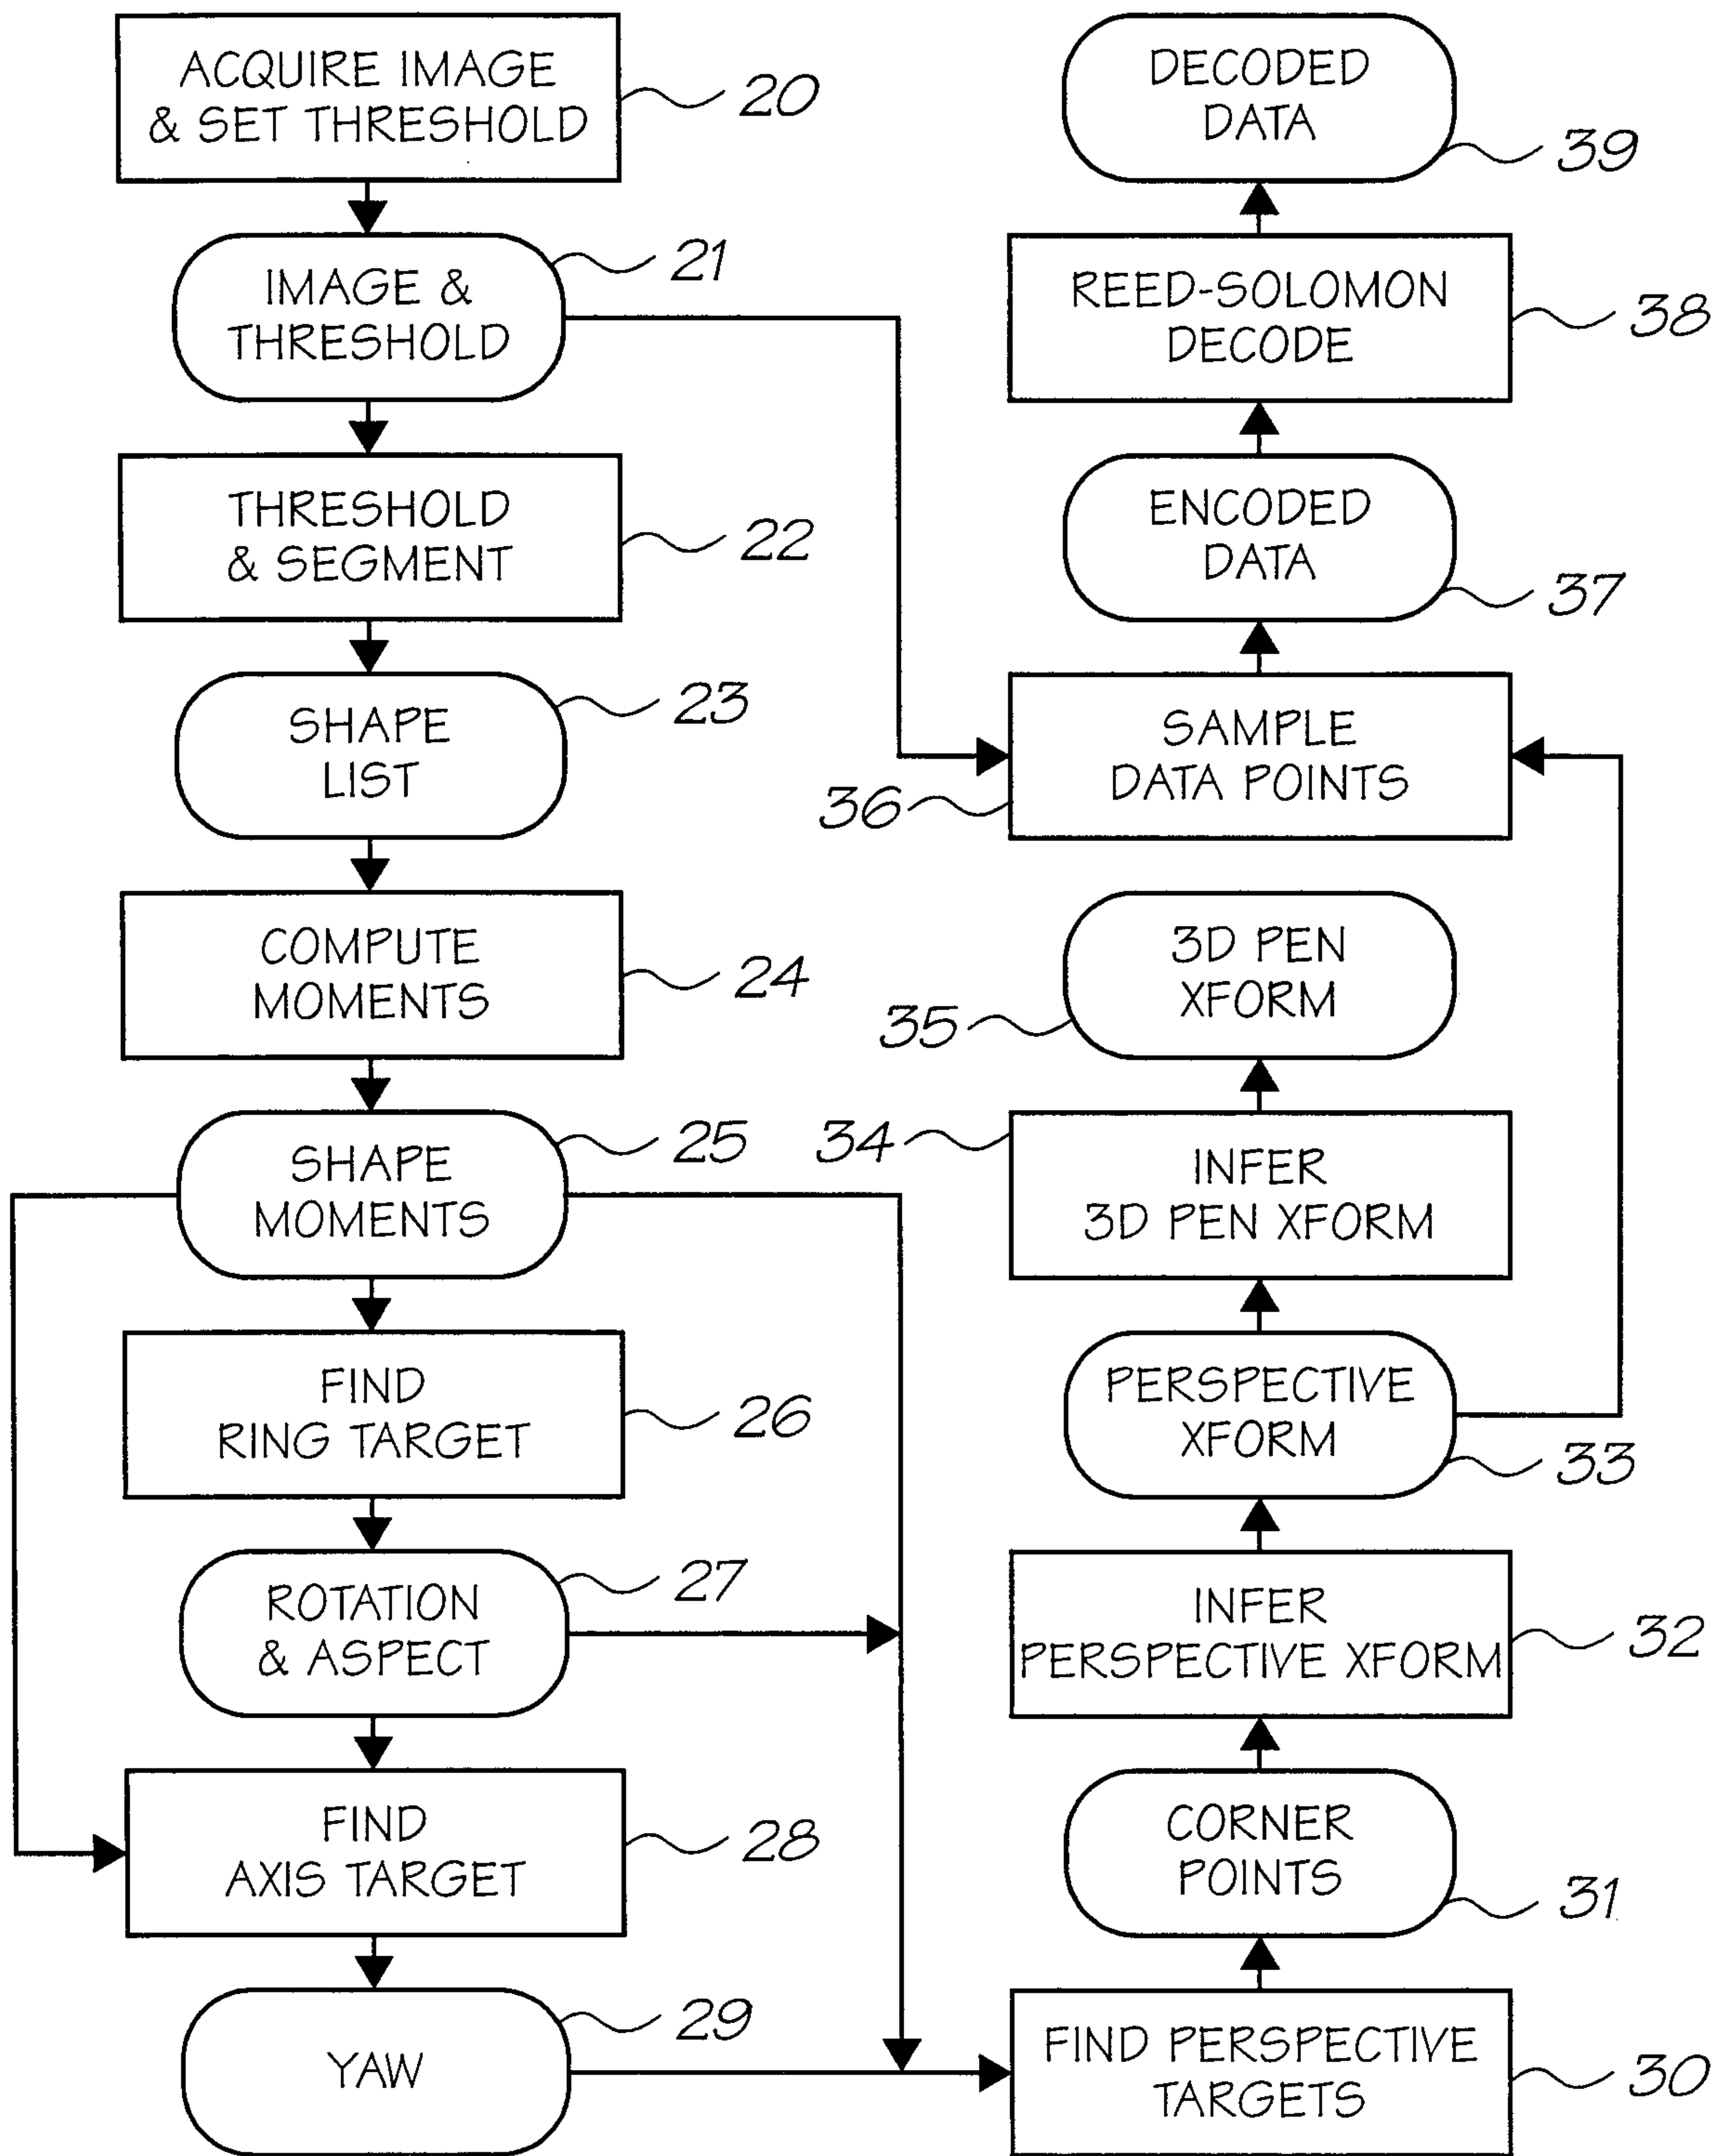 ACQUIRE IMAGE
& SET THRESHOLD
20
IMAGE &
THRESHOLD
21
THRESHOLD
& SEGMENT
22
SHAPE
LIST
23
COMPUTE
MOMENTS
24
SHAPE
MOMENTS
25
FIND
RING TARGET
26
ROTATION
& ASPECT
27
FIND
AXIS TARGET
28
YAW
29
DECODED
DATA
39
REED-SOLOMON
DECODE
38
ENCODED
DATA
37
SAMPLE
DATA POINTS
36
3D PEN
XFORM
35
INFER
3D PEN XFORM
34
PERSPECTIVE
XFORM
33
INFER
PERSPECTIVE XFORM
32
CORNER
POINTS
31
FIND PERSPECTIVE
TARGETS
30